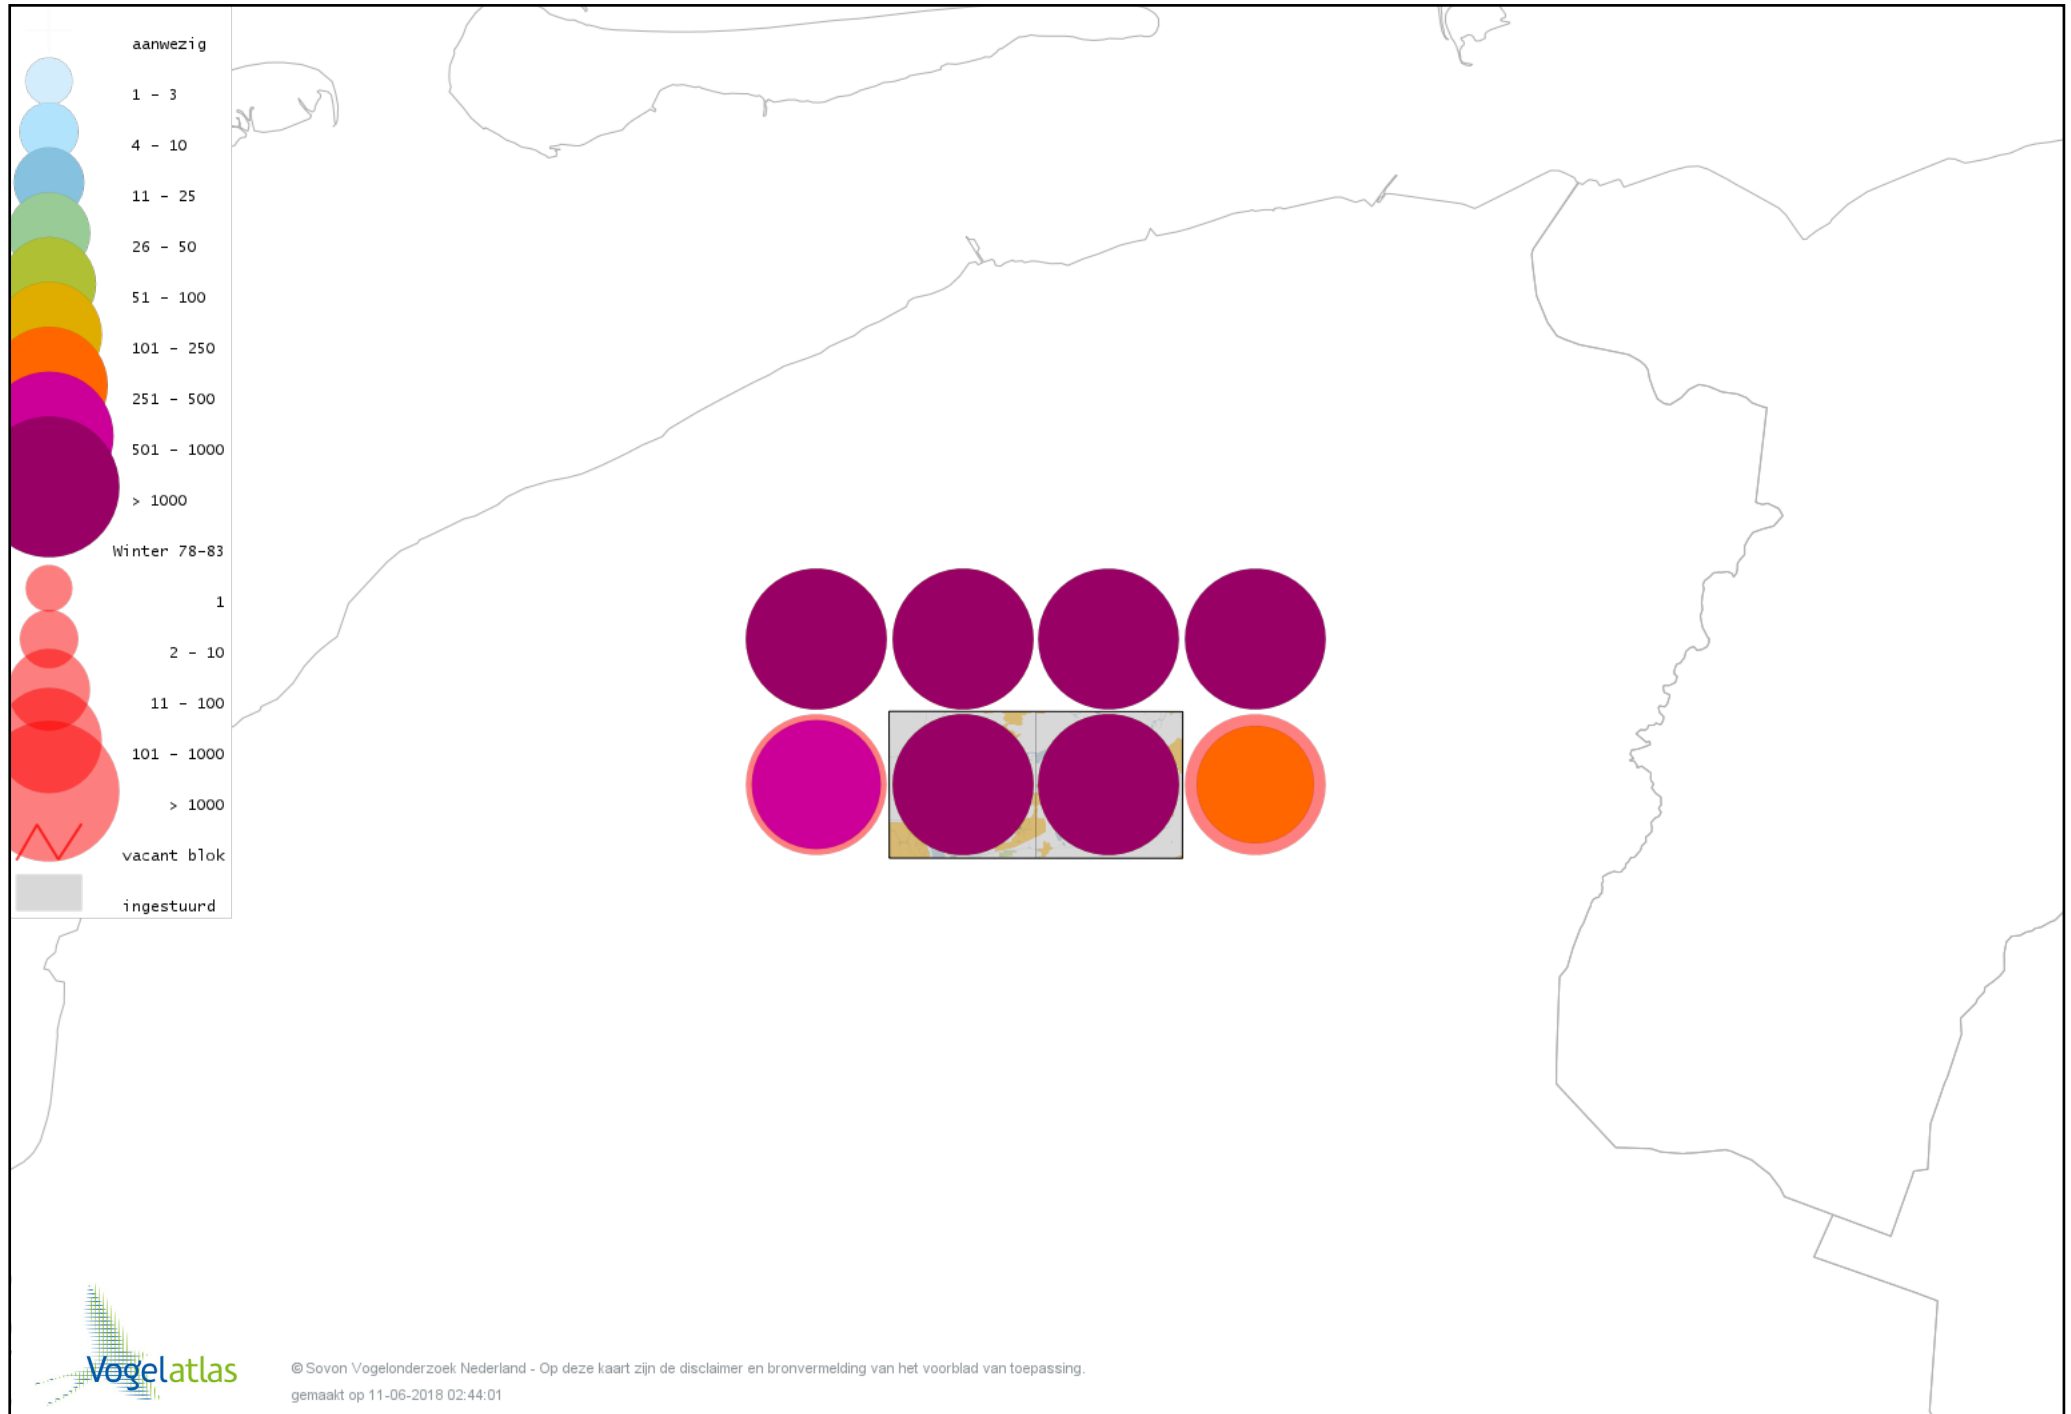 aanwezig
1 - 3
4 - 10
11 - 25
26 - 50
51 - 100
101 - 250
251 - 500
501 - 1000
> 1000
Winter 78-83
1
2 - 10
11 - 100
101 - 1000
> 1000
vacant blok
ingestuurd
Vogelatlas
© Sovon Vogelonderzoek Nederland - Op deze kaart zijn de disclaimer en bronvermelding van het voorblad van toepassing.
gemaakt op 11-06-2018 02:44:01